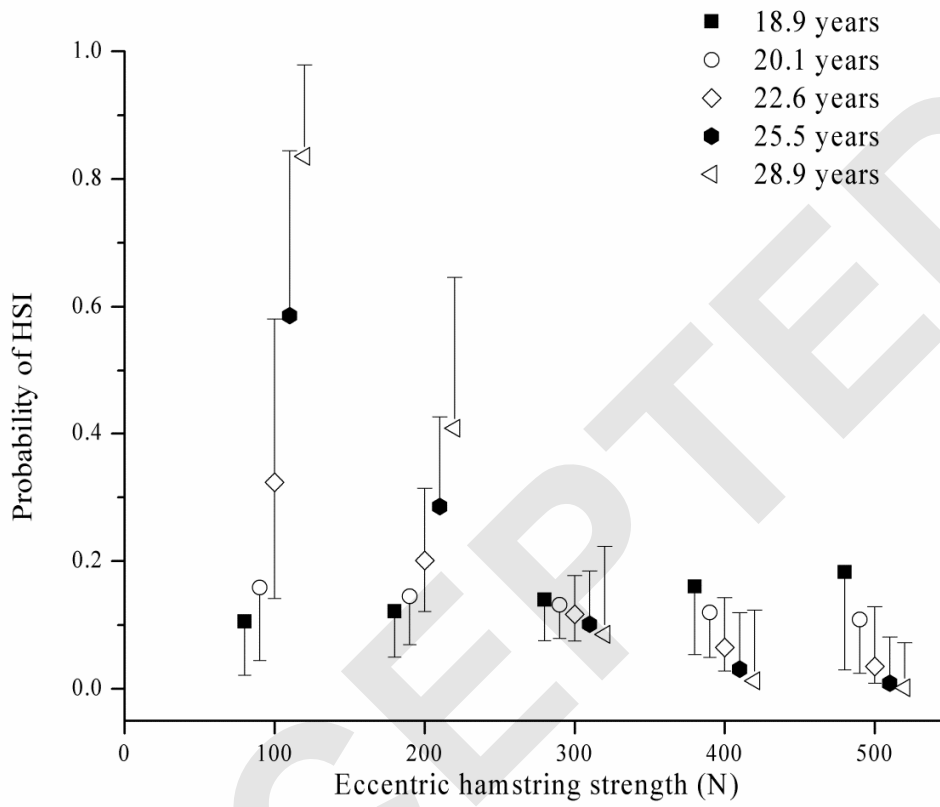 18.9 years
20.1 years
22.6 years
25.5 years
28.9 years
1.0
0.8
0.6
0.4
0.2
0.0
Probability of HSI
0 100 200 300 400 500
Eccentric hamstring strength (N)
CEPTED